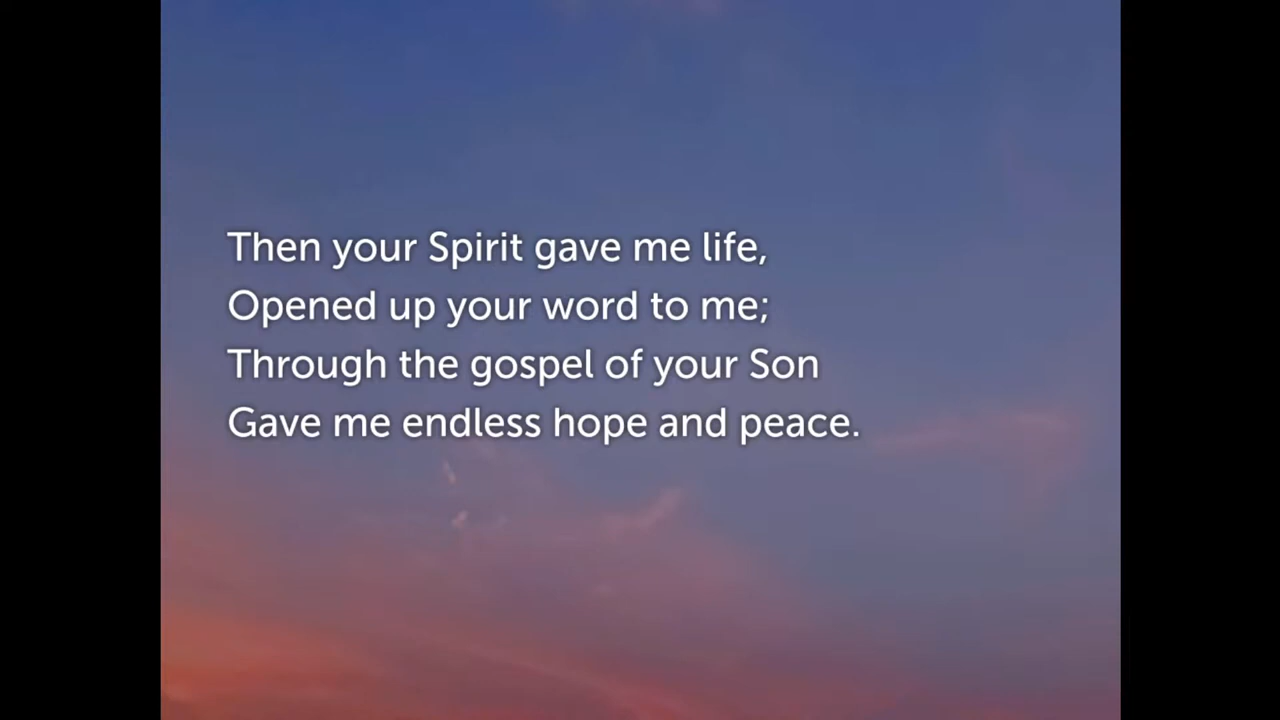 Then your Spirit gave me life,
Opened up your word to me;
Through the gospel of your Son
Gave me endless hope and peace.